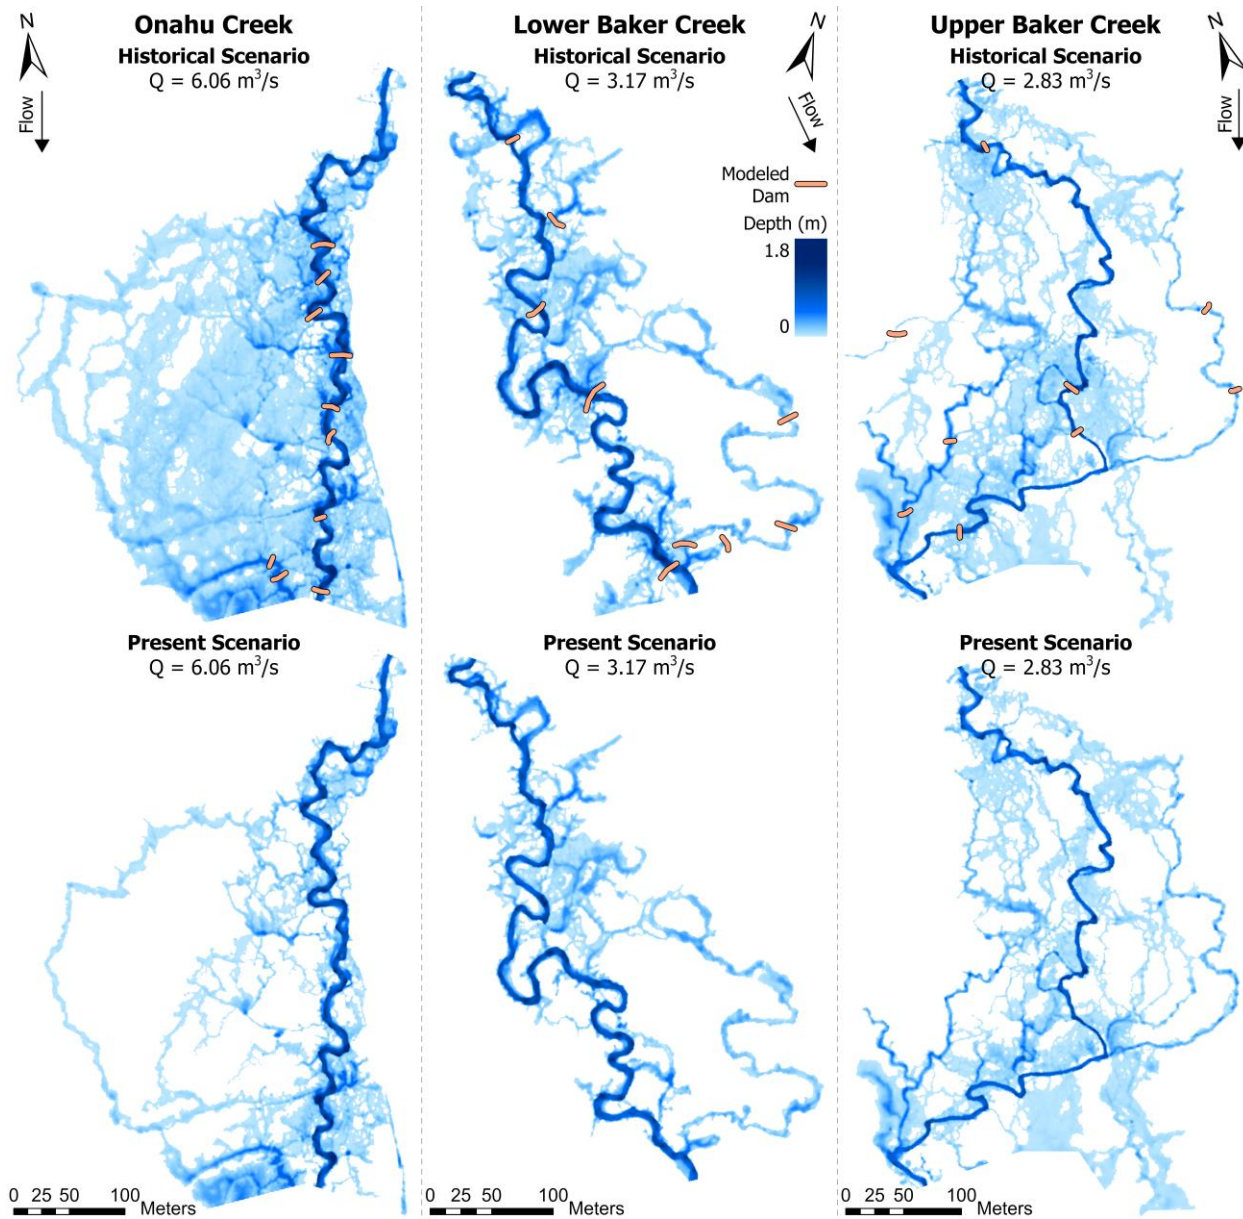 Onahu Creek
Historical Scenario
Q = 6.06 m³/s
N
Flow
Lower Baker Creek
Historical Scenario
Q = 3.17 m³/s
N
Flow
Modeled
Dam
Depth (m)
1.8
0
Upper Baker Creek
Historical Scenario
Q = 2.83 m³/s
N
Flow
Present Scenario
Q = 6.06 m³/s
Present Scenario
Q = 3.17 m³/s
Present Scenario
Q = 2.83 m³/s
0 25 50 100 Meters
0 25 50 100 Meters
0 25 50 100 Meters